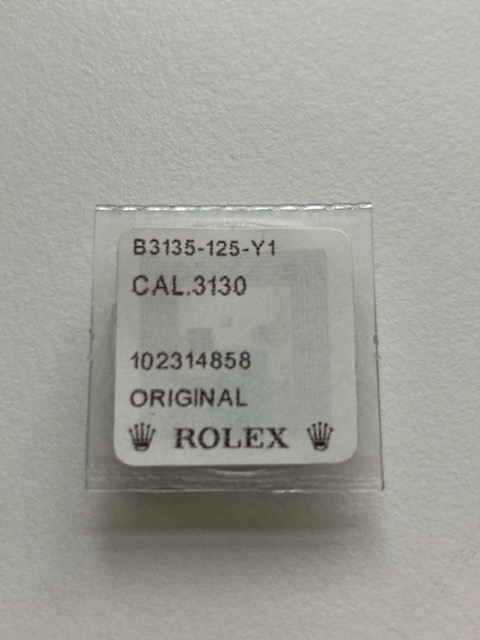 B3135-125-Y1
CAL.3130
102314858
ORIGINAL
ROLEX